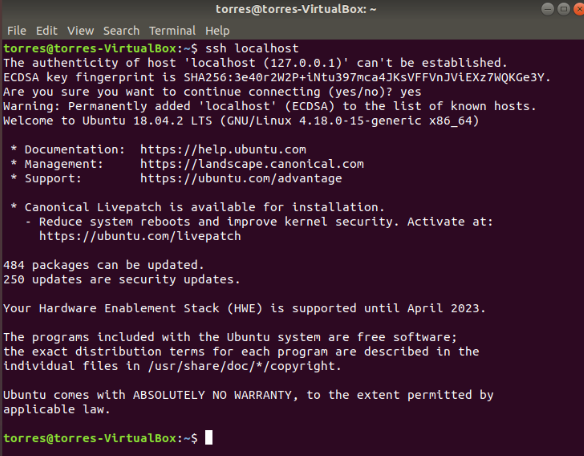 torres@torres-VirtualBox: ~
File Edit View Search Terminal Help
torres@torres-VirtualBox:~$ ssh localhost
The authenticity of host 'localhost (127.0.0.1)' can't be established.
ECDSA key fingerprint is SHA256:3e40r2W2P+iNtu397mca4JKsVFFVnJViEXz7WQKGe3Y.
Are you sure you want to continue connecting (yes/no)? yes
Warning: Permanently added 'localhost' (ECDSA) to the list of known hosts.
Welcome to Ubuntu 18.04.2 LTS (GNU/Linux 4.18.0-15-generic x86_64)
* Documentation:  https://help.ubuntu.com
* Management:     https://landscape.canonical.com
* Support:        https://ubuntu.com/advantage
* Canonical Livepatch is available for installation.
- Reduce system reboots and improve kernel security. Activate at:
https://ubuntu.com/livepatch
484 packages can be updated.
250 updates are security updates.
Your Hardware Enablement Stack (HWE) is supported until April 2023.
The programs included with the Ubuntu system are free software;
the exact distribution terms for each program are described in the
individual files in /usr/share/doc/*/copyright.
Ubuntu comes with ABSOLUTELY NO WARRANTY, to the extent permitted by
applicable law.
torres@torres-VirtualBox:~$